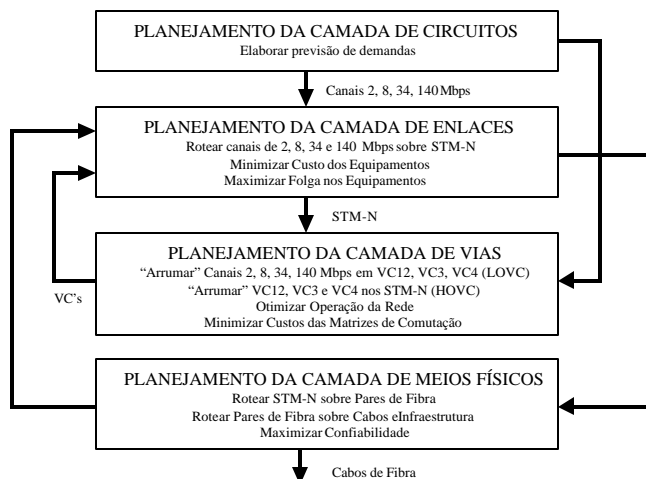 PLANEJAMENTO DA CAMADA DE CIRCUITOS
Elaborar previsão de demandas
Canais 2, 8, 34, 140 Mbps
PLANEJAMENTO DA CAMADA DE ENLACES
Rotear canais de 2, 8, 34 e 140 Mbps sobre STM-N
Minimizar Custo dos Equipamentos
Maximizar Folga nos Equipamentos
STM-N
PLANEJAMENTO DA CAMADA DE VIAS
“Arrumar” Canais 2, 8, 34, 140 Mbps em VC12, VC3, VC4 (LOVC)
“Arrumar” VC12, VC3 e VC4 nos STM-N (HOVC)
Otimizar Operação da Rede
Minimizar Custos das Matrizes de Comutação
VC's
PLANEJAMENTO DA CAMADA DE MEIOS FÍSICOS
Rotear STM-N sobre Pares de Fibra
Rotear Pares de Fibra sobre Cabos eInfraestrutura
Maximizar Confiabilidade
Cabos de Fibra